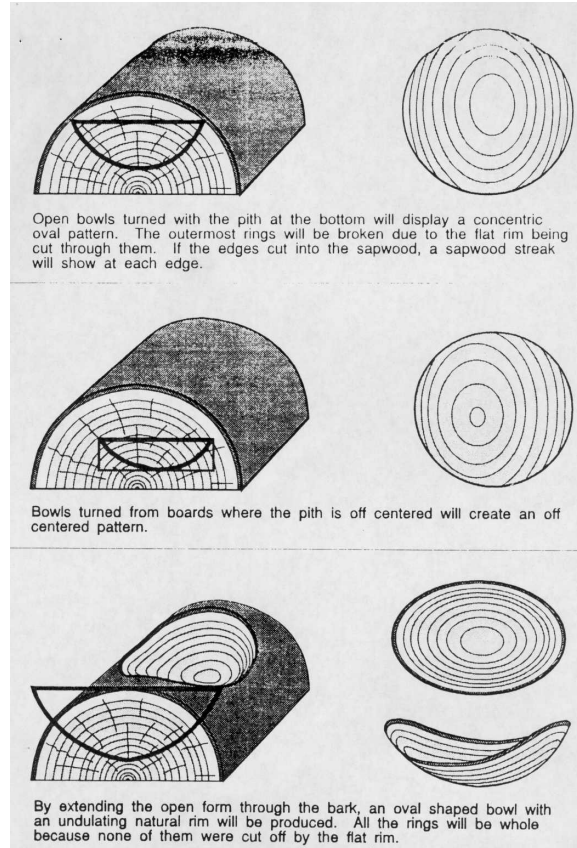 Open bowls turned with the pith at the bottom will display a concentric
oval pattern. The outermost rings will be broken due to the flat rim being
cut through them. If the edges cut into the sapwood, a sapwood streak
will show at each edge.
Bowls turned from boards where the pith is off centered will create an off
centered pattern.
By extending the open form through the bark, an oval shaped bowl with
an undulating natural rim will be produced. All the rings will be whole
because none of them were cut off by the flat rim.